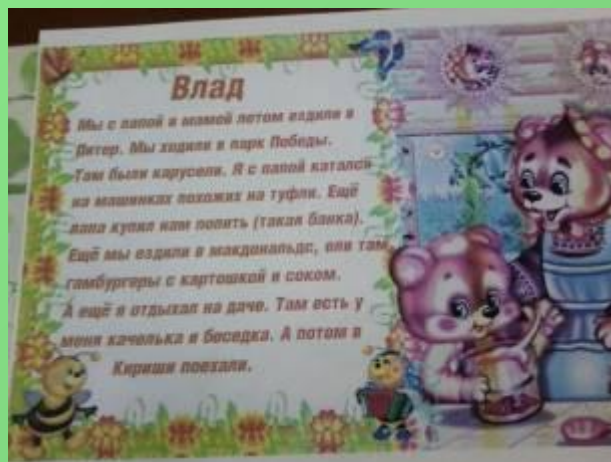 Влад
Мы с папой и мамой летом ездили в
Питер. Мы ходили в парк Победы.
Там были карусели. Я с папой катался
на машинках похожих на туфли. Ещё
папа купил нам попить (такая банка).
Ещё мы ездили в макдональдс, ели там
гамбургеры с картошкой и соком.
А ещё я отдыхал на даче. Там есть у
меня качелька и беседка. А потом в
Кириши поехали.